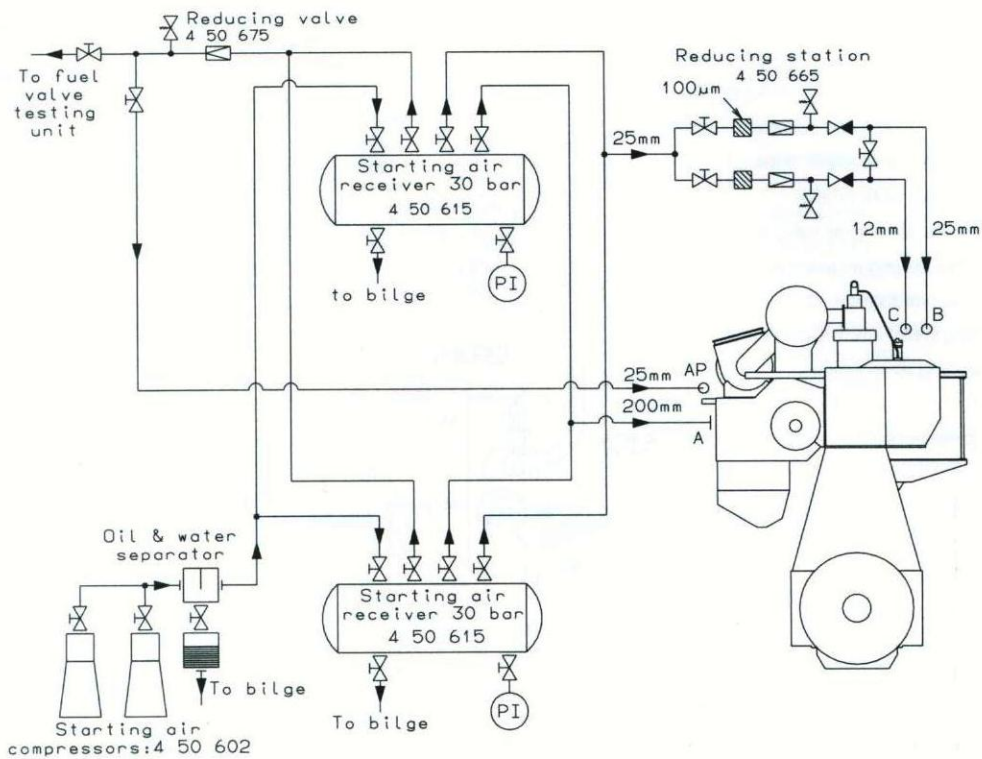 Reducing valve
4 50 675
To fuel
valve
testing
unit
Reducing station
4 50 665
100µm
25mm
Starting air
receiver 30 bar
4 50 615
to bilge
PI
12mm
25mm
C
B
25mm
AP
200mm
A
Oil & water
separator
Starting air
receiver 30 bar
4 50 615
To bilge
To bilge
PI
Starting air
compressors:4 50 602